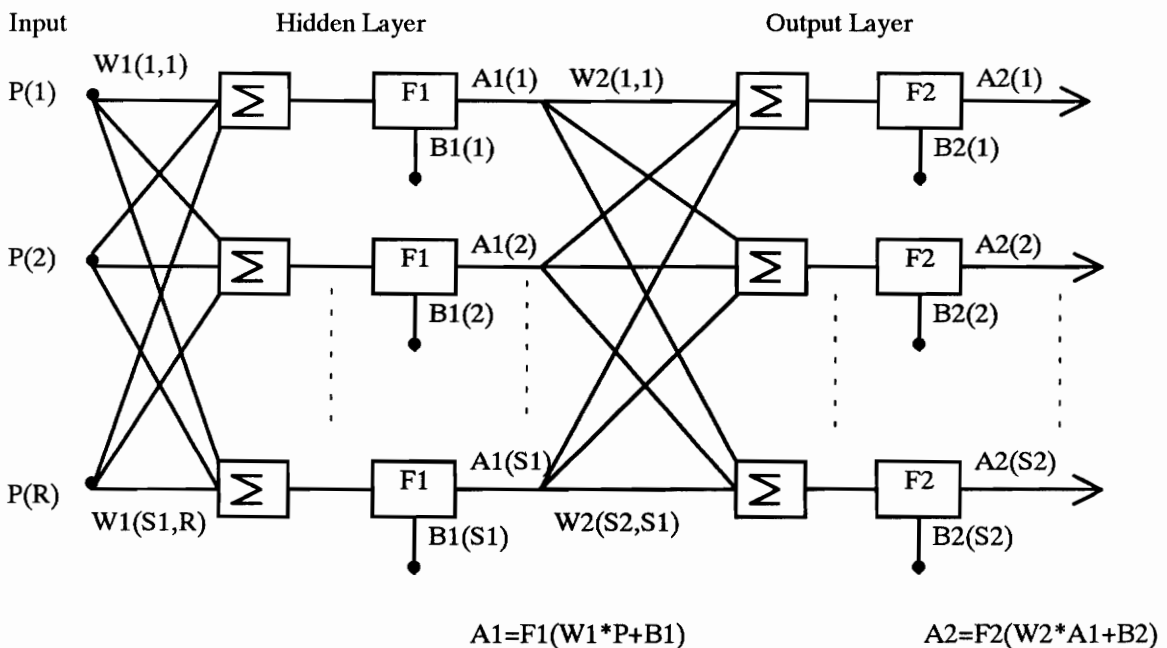 Input Hidden Layer Output Layer
P(1) W1(1,1) Σ F1 A1(1) W2(1,1) Σ F2 A2(1)
B1(1) B2(1)
P(2) Σ F1 A1(2) Σ F2 A2(2)
B1(2) B2(2)
P(R) Σ F1 A1(S1) Σ F2 A2(S2)
W1(S1,R) B1(S1) W2(S2,S1) B2(S2)
A1=F1(W1*P+B1) A2=F2(W2*A1+B2)